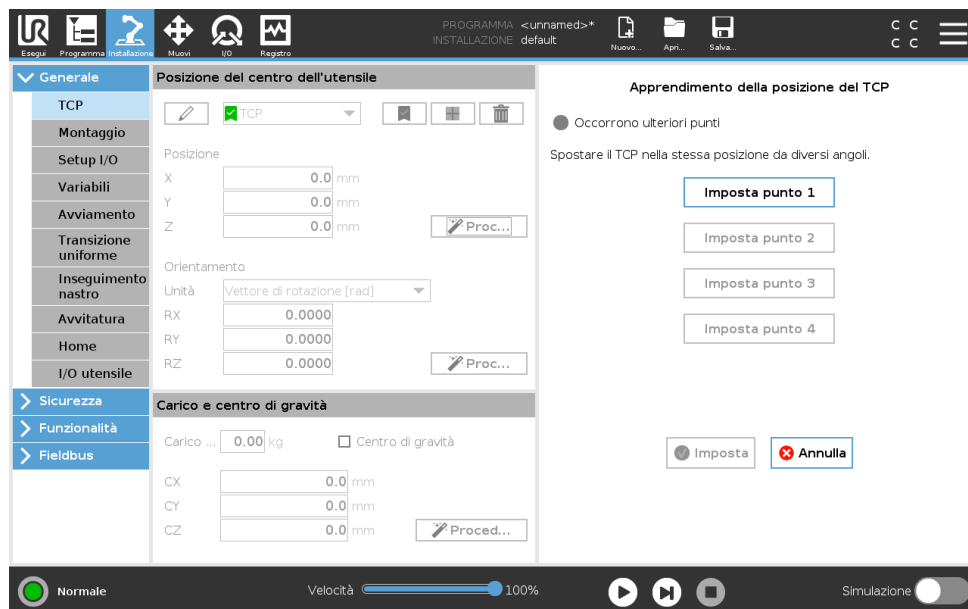 PROGRAMMA <unnamed>*
INSTALLAZIONE default
UR
Esegui
Programma
Installazione
Muovi
I/O
Registro
Nuovo...
Apri...
Salva...
C C
C C
Generale
TCP
Montaggio
Setup I/O
Variabili
Avviamento
Transizione
uniforme
Inseguimento
nastro
Avvitatura
Home
I/O utensile
Sicurezza
Funzionalità
Fieldbus
Posizione del centro dell'utensile
TCP
Posizione
X 0.0 mm
Y 0.0 mm
Z 0.0 mm
Proc...
Orientamento
Unità Vettore di rotazione [rad]
RX 0.0000
RY 0.0000
RZ 0.0000
Proc...
Carico e centro di gravità
Carico ... 0.00 kg Centro di gravità
CX 0.0 mm
CY 0.0 mm
CZ 0.0 mm
Proced...
Apprendimento della posizione del TCP
Occorrono ulteriori punti
Spostare il TCP nella stessa posizione da diversi angoli.
Imposta punto 1
Imposta punto 2
Imposta punto 3
Imposta punto 4
Imposta
Annulla
Normale
Velocità 100%
Simulazione